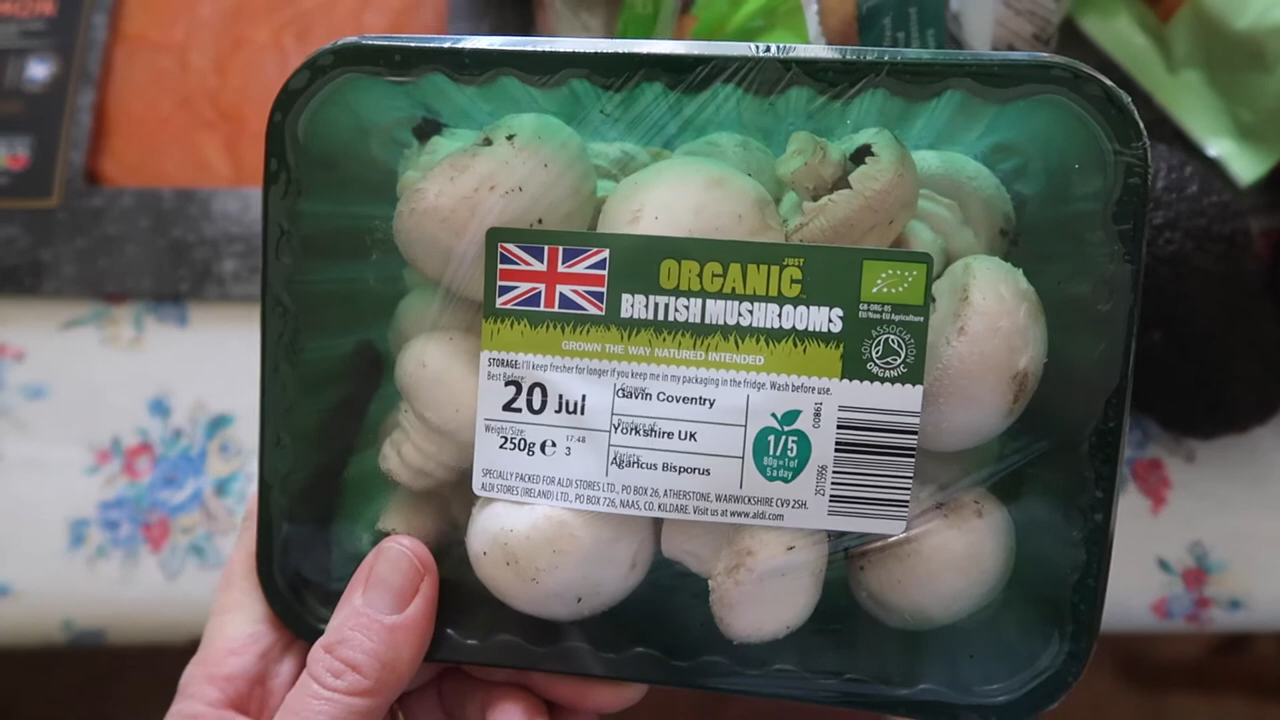 JUST
ORGANIC
BRITISH MUSHROOMS
GROWN THE WAY NATURED INTENDED
GB-ORG-05
EU/Non-EU Agriculture
SOIL ASSOCIATION
ORGANIC
STORAGE: I'll keep fresher for longer if you keep me in my packaging in the fridge. Wash before use.
Best Before:
20 Jul
Weight/Size:
250g e
17:48
3
Grower:
Gavin Coventry
Produce of:
Yorkshire UK
Variety:
Agaricus Bisporus
1/5
80g=1 of
5 a day
00861
25115956
SPECIALLY PACKED FOR ALDI STORES LTD., PO BOX 26, ATHERSTONE, WARWICKSHIRE CV9 2SH.
ALDI STORES (IRELAND) LTD., PO BOX 726, NAAS, CO. KILDARE. Visit us at www.aldi.com